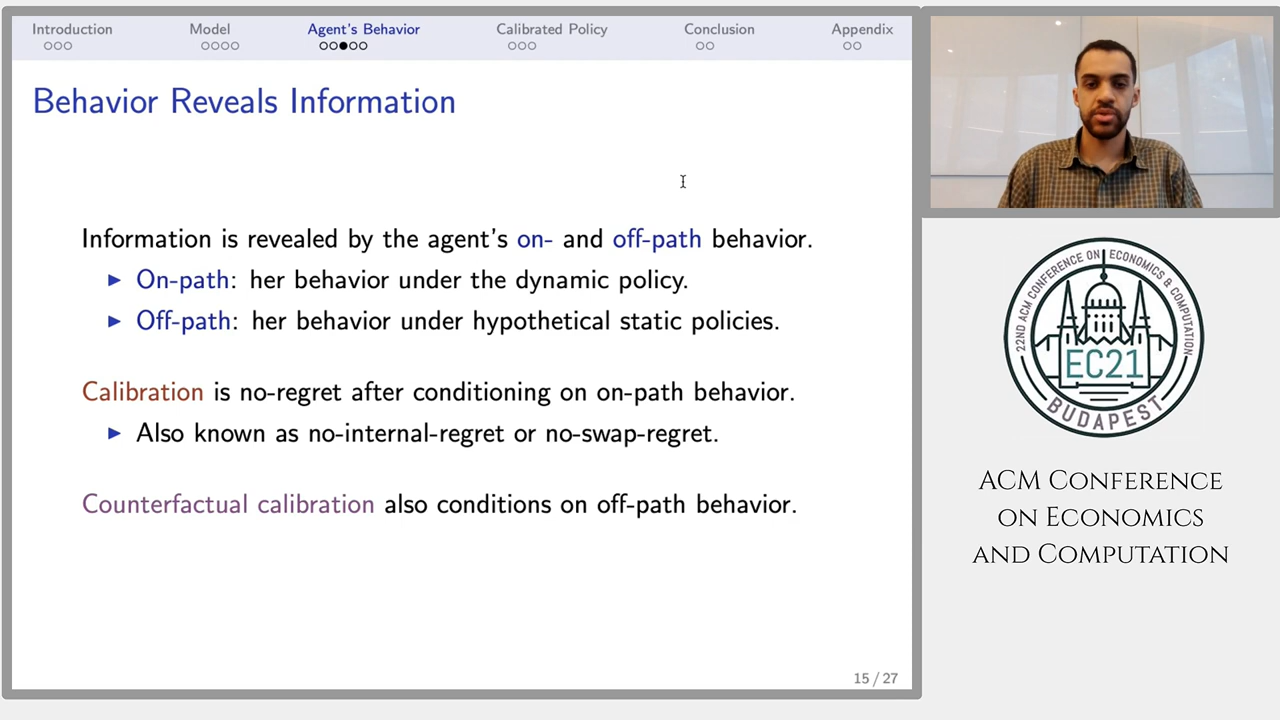 Introduction
Model
Agent's Behavior
Calibrated Policy
Conclusion
Appendix
Behavior Reveals Information
Information is revealed by the agent's on- and off-path behavior.
On-path: her behavior under the dynamic policy.
Off-path: her behavior under hypothetical static policies.
Calibration is no-regret after conditioning on on-path behavior.
Also known as no-internal-regret or no-swap-regret.
Counterfactual calibration also conditions on off-path behavior.
15 / 27
22ND ACM CONFERENCE ON ECONOMICS & COMPUTATION
EC21
BUDAPEST
ACM Conference
on Economics
and Computation